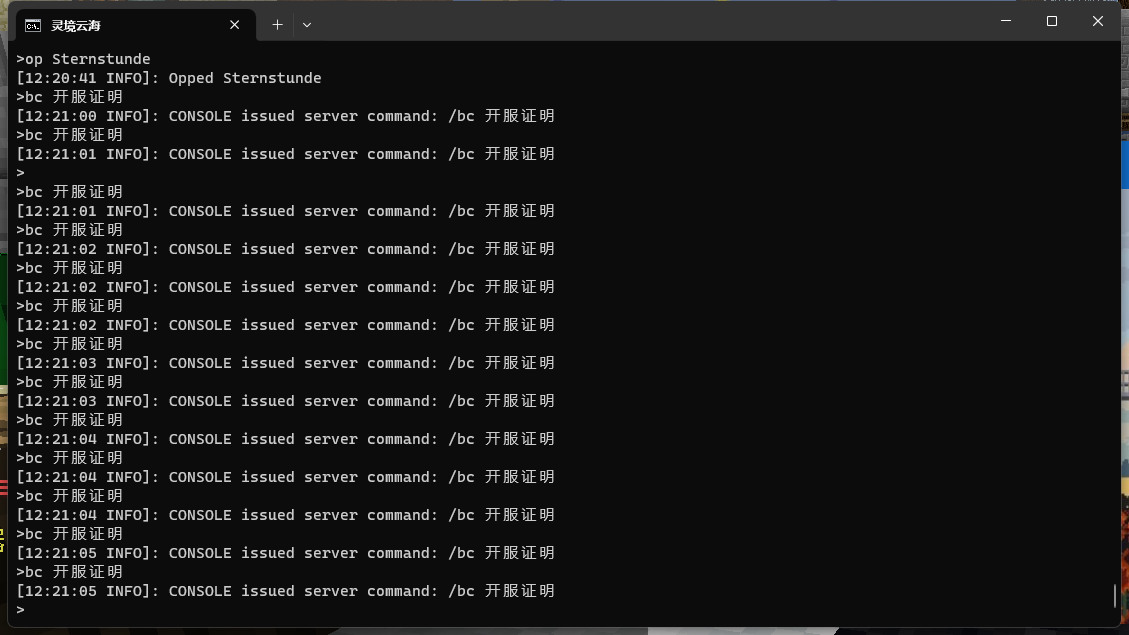 灵境云海
>op Sternstunde
[12:20:41 INFO]: Opped Sternstunde
>bc 开服证明
[12:21:00 INFO]: CONSOLE issued server command: /bc 开服证明
>bc 开服证明
[12:21:01 INFO]: CONSOLE issued server command: /bc 开服证明
>
>bc 开服证明
[12:21:01 INFO]: CONSOLE issued server command: /bc 开服证明
>bc 开服证明
[12:21:02 INFO]: CONSOLE issued server command: /bc 开服证明
>bc 开服证明
[12:21:02 INFO]: CONSOLE issued server command: /bc 开服证明
>bc 开服证明
[12:21:02 INFO]: CONSOLE issued server command: /bc 开服证明
>bc 开服证明
[12:21:03 INFO]: CONSOLE issued server command: /bc 开服证明
>bc 开服证明
[12:21:03 INFO]: CONSOLE issued server command: /bc 开服证明
>bc 开服证明
[12:21:04 INFO]: CONSOLE issued server command: /bc 开服证明
>bc 开服证明
[12:21:04 INFO]: CONSOLE issued server command: /bc 开服证明
>bc 开服证明
[12:21:04 INFO]: CONSOLE issued server command: /bc 开服证明
>bc 开服证明
[12:21:05 INFO]: CONSOLE issued server command: /bc 开服证明
>bc 开服证明
[12:21:05 INFO]: CONSOLE issued server command: /bc 开服证明
>